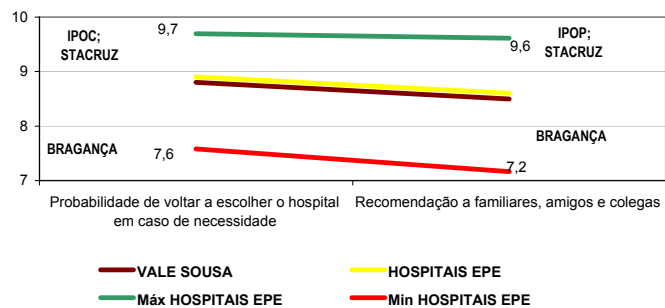 10
9,7
IPOC;
STACRUZ
IPOP;
9,6
STACRUZ
9
8
BRAGANÇA
BRAGANÇA
7,6
7,2
7
Probabilidade de voltar a escolher o hospital
em caso de necessidade
Recomendação a familiares, amigos e colegas
VALE SOUSA
HOSPITAIS EPE
Máx HOSPITAIS EPE
Min HOSPITAIS EPE